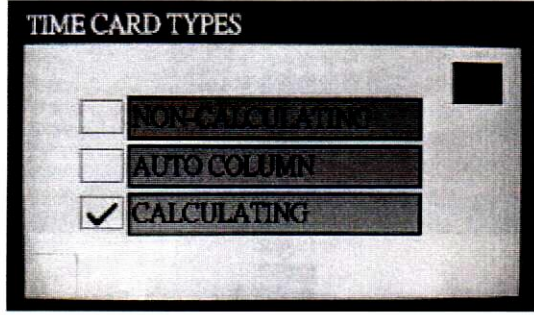 TIME CARD TYPES
NON-CALCULATING
AUTO COLUMN
CALCULATING